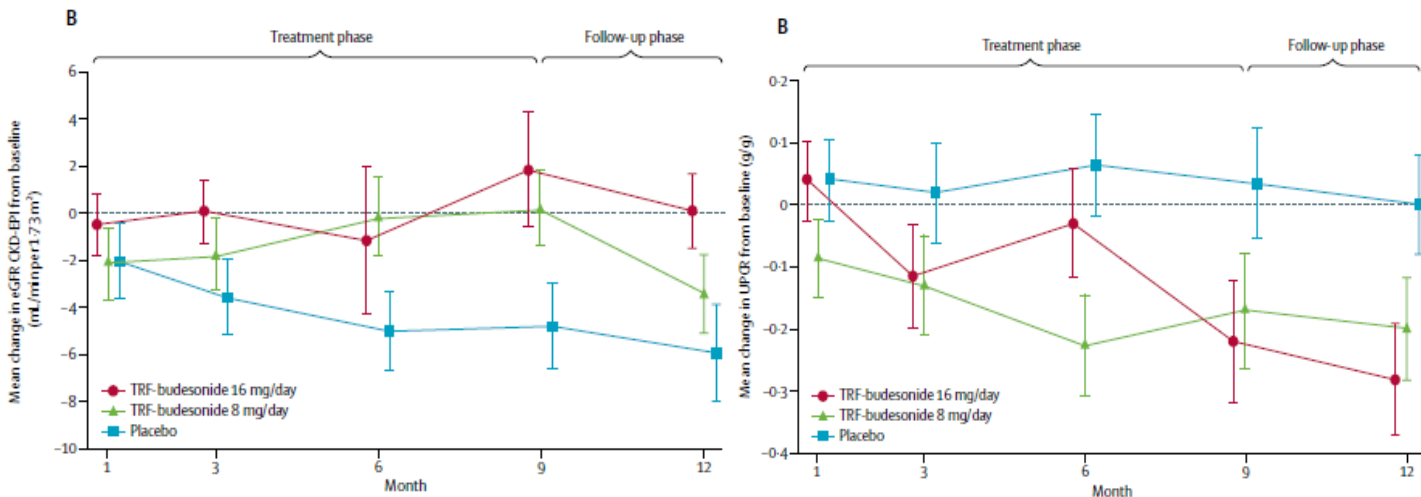 B
Treatment phase
Follow-up phase
Mean change in eGFR CKD-EPI from baseline
(mL/min per 1·73 m²)
6
4
2
0
−2
−4
−6
−8
−10
TRF-budesonide 16 mg/day
TRF-budesonide 8 mg/day
Placebo
1
3
6
9
12
Month
B
Treatment phase
Follow-up phase
Mean change in UPCR from baseline (g/g)
0·2
0·1
0
−0·1
−0·2
−0·3
−0·4
TRF-budesonide 16 mg/day
TRF-budesonide 8 mg/day
Placebo
1
3
6
9
12
Month